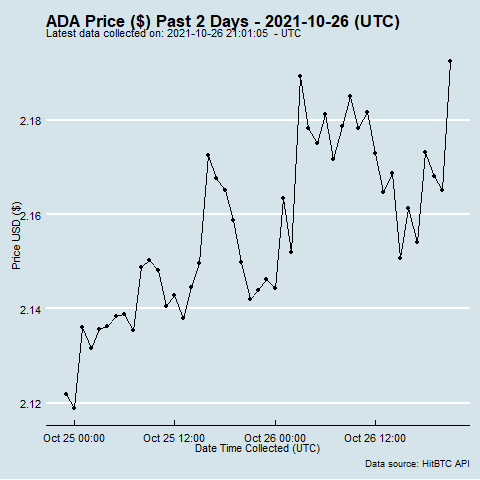 ADA Price ($) Past 2 Days - 2021-10-26 (UTC)
Latest data collected on: 2021-10-26 21:01:05  - UTC
2.18
2.16
2.14
2.12
Price USD ($)
Oct 25 00:00
Oct 25 12:00
Oct 26 00:00
Oct 26 12:00
Date Time Collected (UTC)
Data source: HitBTC API